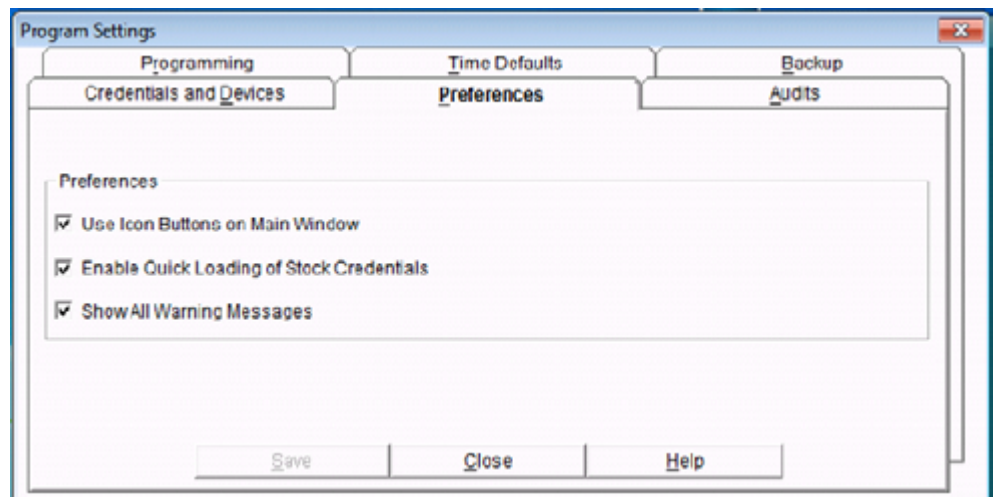 Program Settings
Programming Time Defaults Backup
Credentials and Devices Preferences Audits
Preferences
Use Icon Buttons on Main Window
Enable Quick Loading of Stock Credentials
Show All Warning Messages
Save Close Help